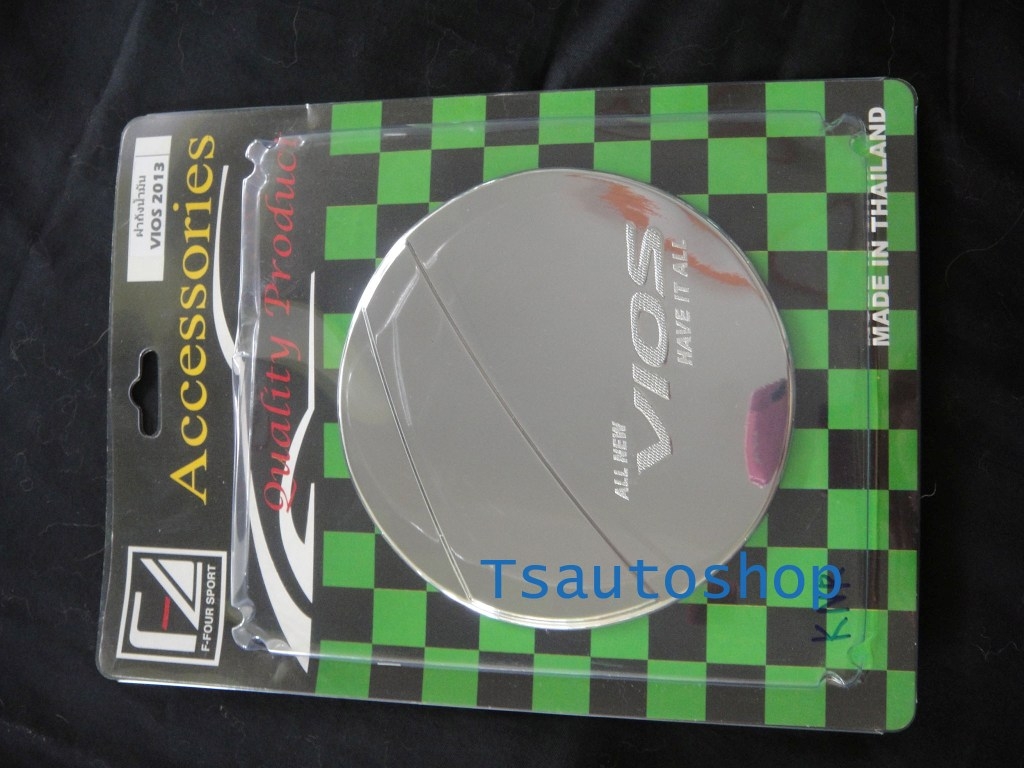 ฝาถังน้ำมัน
VIOS 2013
Accessories
Quality Product
F4
F-FOUR SPORT
ALL NEW
VIOS
HAVE IT ALL
MADE IN THAILAND
Tsautoshop